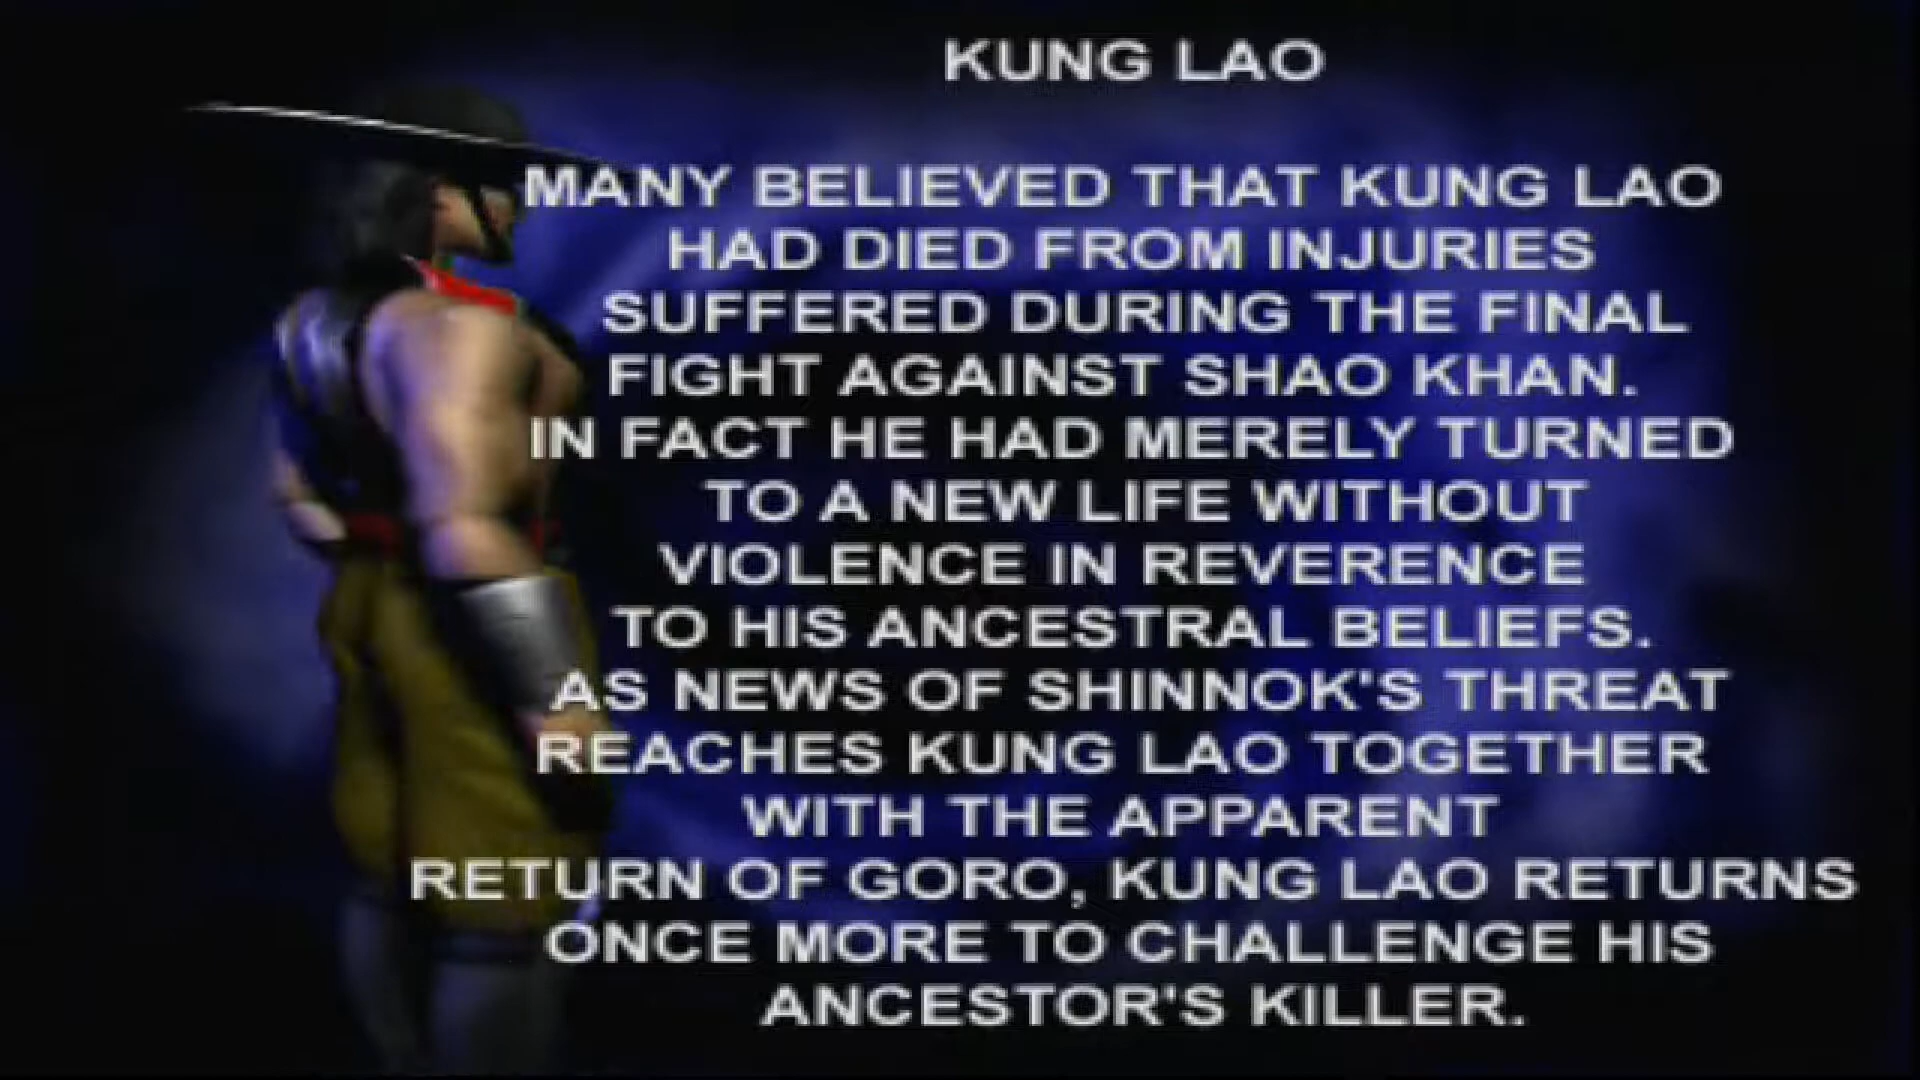 KUNG LAO
MANY BELIEVED THAT KUNG LAO
HAD DIED FROM INJURIES
SUFFERED DURING THE FINAL
FIGHT AGAINST SHAO KHAN.
IN FACT HE HAD MERELY TURNED
TO A NEW LIFE WITHOUT
VIOLENCE IN REVERENCE
TO HIS ANCESTRAL BELIEFS.
AS NEWS OF SHINNOK'S THREAT
REACHES KUNG LAO TOGETHER
WITH THE APPARENT
RETURN OF GORO, KUNG LAO RETURNS
ONCE MORE TO CHALLENGE HIS
ANCESTOR'S KILLER.